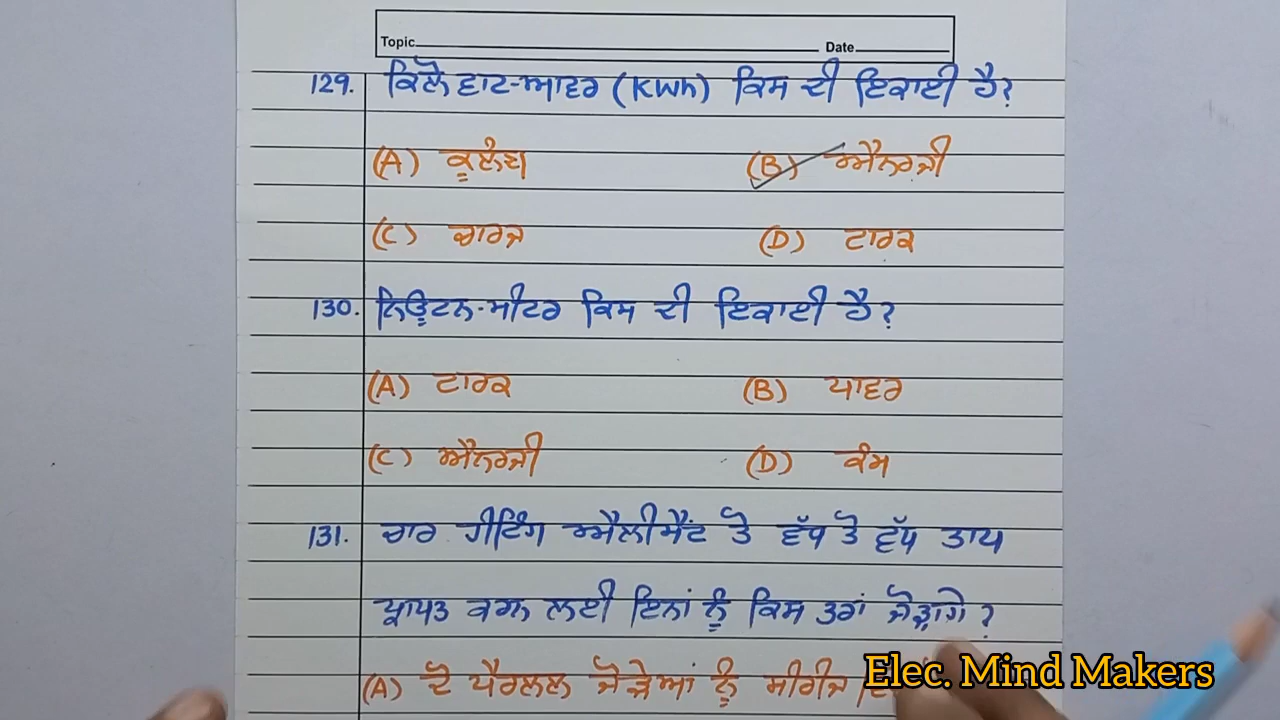 Topic Date
129. ਕਿਲੋਵਾਟ-ਆਵਰ (KWh) ਕਿਸ ਦੀ ਇਕਾਈ ਹੈ?
(A) ਕੂਲੰਬ (B) ਐਨਰਜੀ
(C) ਚਾਰਜ (D) ਟਾਰਕ
130. ਨਿਊਟਨ-ਮੀਟਰ ਕਿਸ ਦੀ ਇਕਾਈ ਹੈ?
(A) ਟਾਰਕ (B) ਪਾਵਰ
(C) ਐਨਰਜੀ (D) ਕੰਮ
131. ਚਾਰ ਹੀਟਿੰਗ ਐਲੀਮੈਂਟ ਤੋਂ ਵੱਧ ਤੋਂ ਵੱਧ ਤਾਪ
ਪ੍ਰਾਪਤ ਕਰਨ ਲਈ ਇਨਾਂ ਨੂੰ ਕਿਸ ਤਰਾਂ ਜੋੜਾਂਗੇ?
(A) ਦੋ ਪੈਰਲਲ ਜੋੜਿਆਂ ਨੂੰ ਸੀਰੀਜ
Elec. Mind Makers